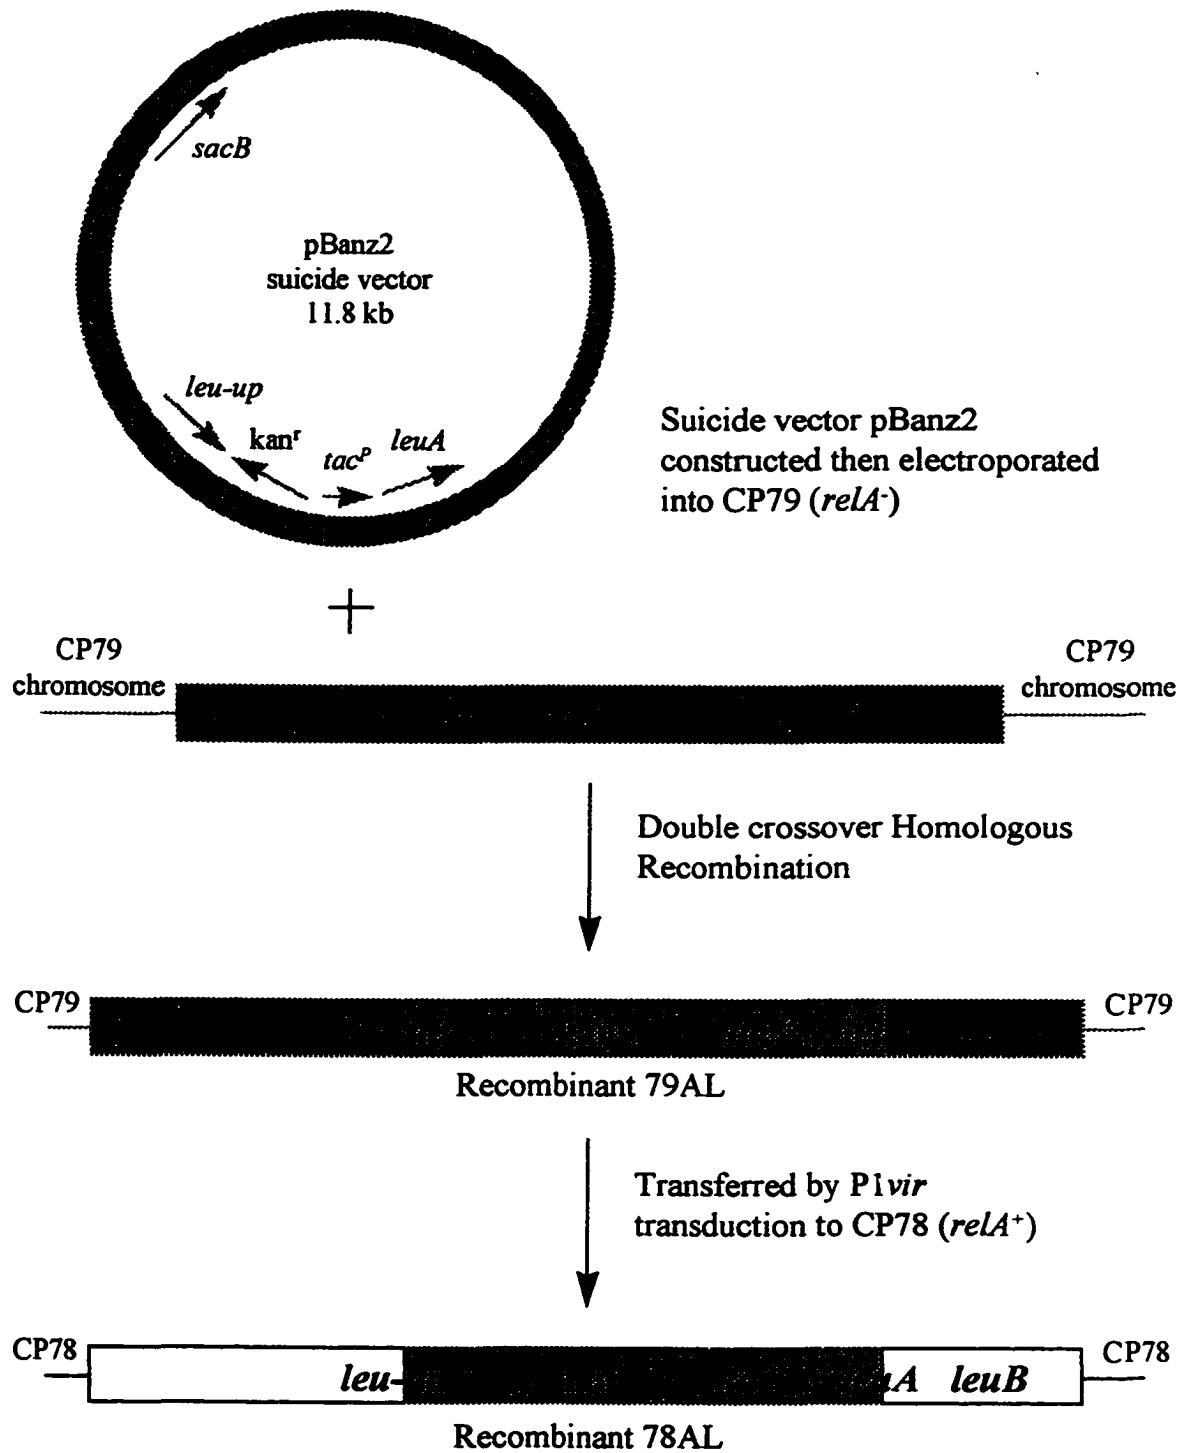 sacB
pBanz2
suicide vector
11.8 kb
leu-up
kanʳ
tacᴾ
leuA
Suicide vector pBanz2
constructed then electroporated
into CP79 (relA⁻)
+
CP79
chromosome
CP79
chromosome
Double crossover Homologous
Recombination
CP79
CP79
Recombinant 79AL
Transferred by P1vir
transduction to CP78 (relA⁺)
CP78
leu-
A leuB
CP78
Recombinant 78AL